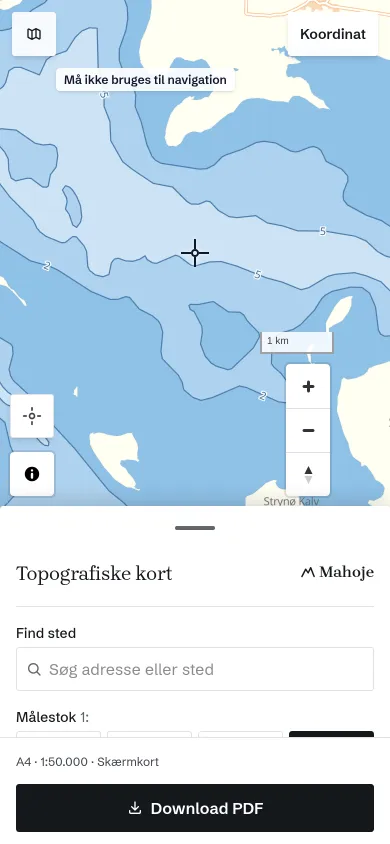 Koordinat
Må ikke bruges til navigation
5
5
2
5
1 km
2
Strynø Kalv
Topografiske kort
Mahoje
Find sted
Søg adresse eller sted
Målestok 1:
A4 · 1:50.000 · Skærmkort
Download PDF